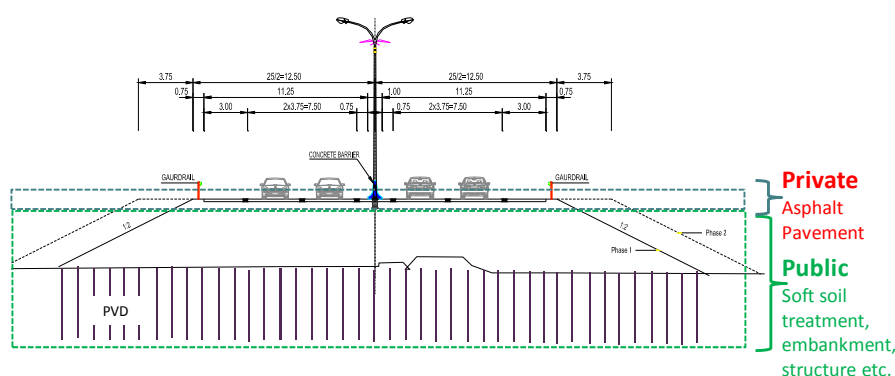 3.75 25/2=12.50 25/2=12.50 3.75
0.75 11.25 1.00 11.25 0.75
3.00 2x3.75=7.50 0.75 0.75 2x3.75=7.50 3.00
CONCRETE BARRIER
GAURDRAIL GAURDRAIL
Private
Asphalt
Pavement
1:2 1:2
Phase 2
Phase 1
Public
Soft soil
treatment,
embankment,
structure etc.
PVD